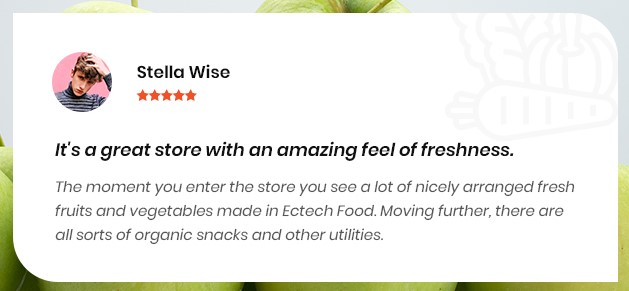 Stella Wise
It's a great store with an amazing feel of freshness.
The moment you enter the store you see a lot of nicely arranged fresh
fruits and vegetables made in Ectech Food. Moving further, there are
all sorts of organic snacks and other utilities.